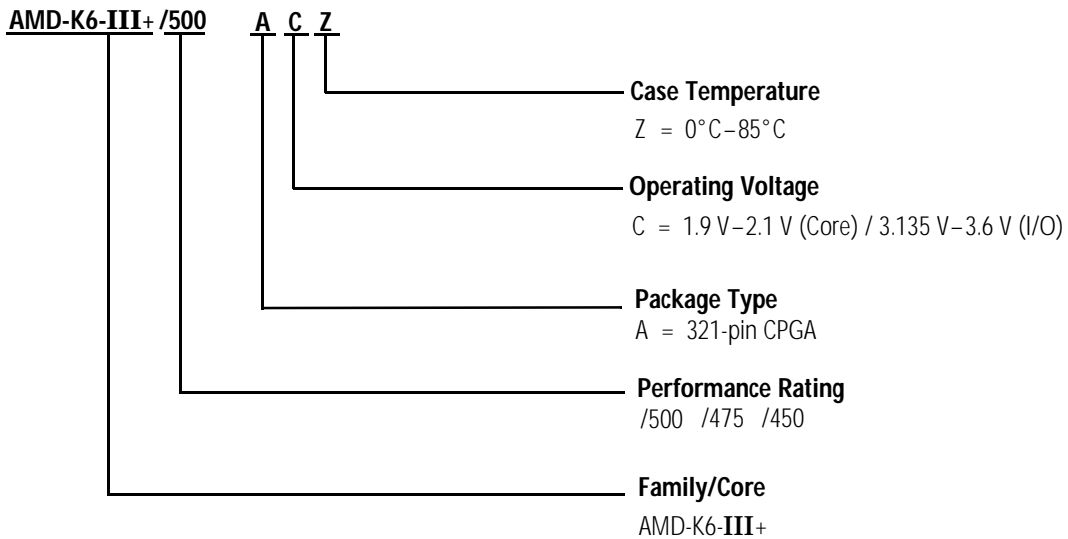 AMD-K6-III+ /500 A C Z
Case Temperature
Z = 0°C–85°C
Operating Voltage
C = 1.9 V–2.1 V (Core) / 3.135 V–3.6 V (I/O)
Package Type
A = 321-pin CPGA
Performance Rating
/500 /475 /450
Family/Core
AMD-K6-III+